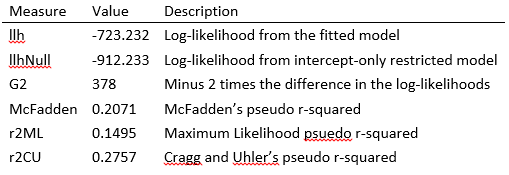 Measure Value Description
llh -723.232 Log-likelihood from the fitted model
llhNull -912.233 Log-likelihood from intercept-only restricted model
G2 378 Minus 2 times the difference in the log-likelihoods
McFadden 0.2071 McFadden's pseudo r-squared
r2ML 0.1495 Maximum Likelihood psuedo r-squared
r2CU 0.2757 Cragg and Uhler's pseudo r-squared